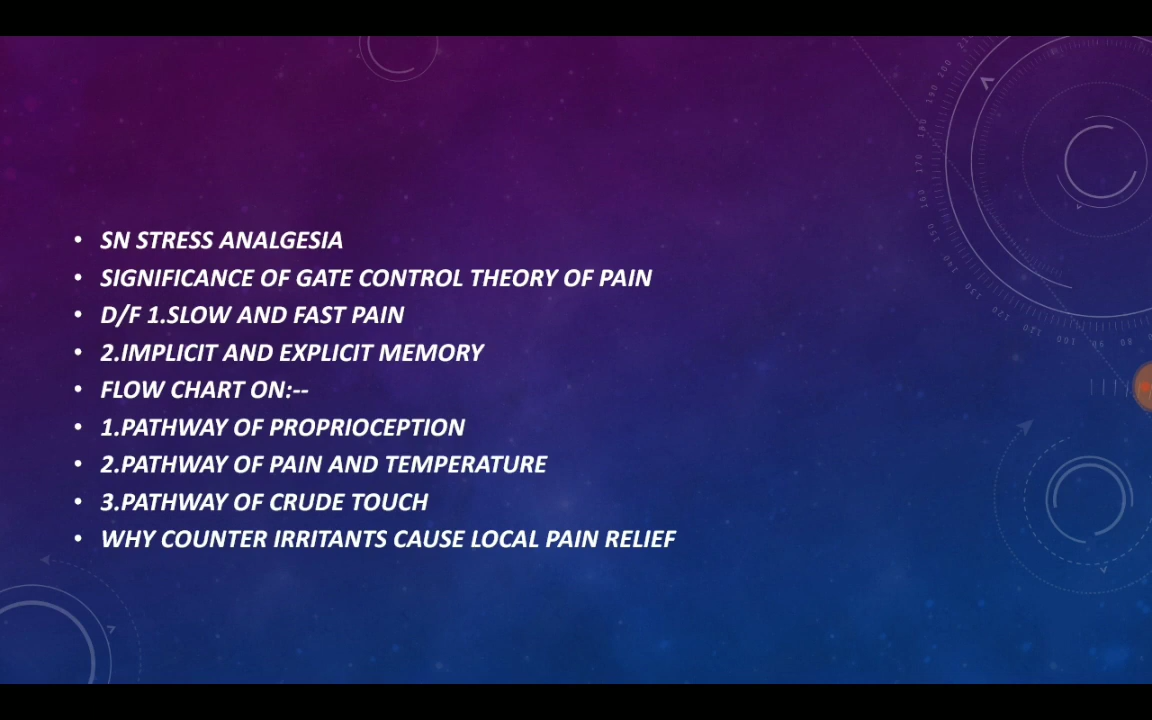 • SN STRESS ANALGESIA
• SIGNIFICANCE OF GATE CONTROL THEORY OF PAIN
• D/F 1.SLOW AND FAST PAIN
• 2.IMPLICIT AND EXPLICIT MEMORY
• FLOW CHART ON:--
• 1.PATHWAY OF PROPRIOCEPTION
• 2.PATHWAY OF PAIN AND TEMPERATURE
• 3.PATHWAY OF CRUDE TOUCH
• WHY COUNTER IRRITANTS CAUSE LOCAL PAIN RELIEF